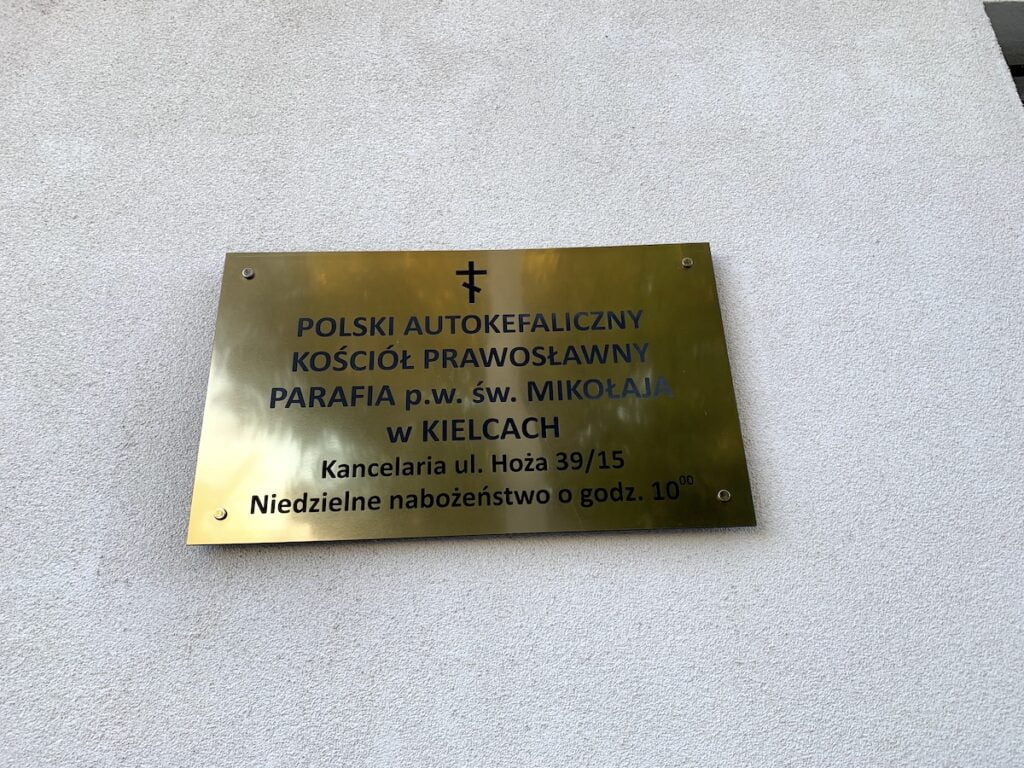 POLSKI AUTOKEFALICZNY
KOŚCIÓŁ PRAWOSŁAWNY
PARAFIA p.w. św. MIKOŁAJA
w KIELCACH
Kancelaria ul. Hoża 39/15
Niedzielne nabożeństwo o godz. 10⁰⁰